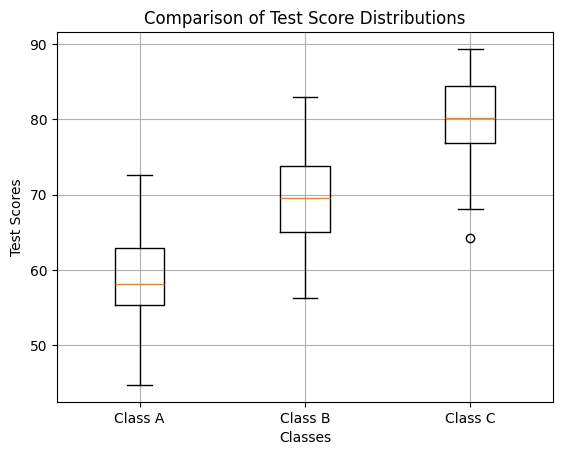 Comparison of Test Score Distributions
90
80
70
60
50
Test Scores
Class A
Class B
Class C
Classes